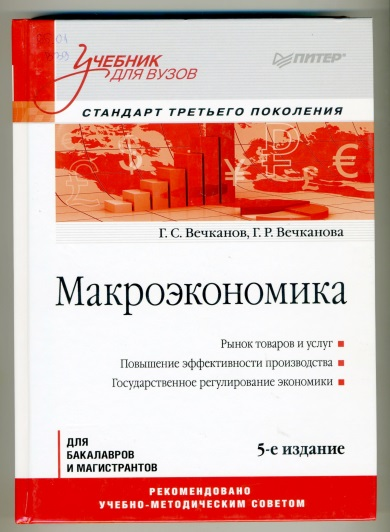 УЧЕБНИК
ДЛЯ ВУЗОВ
ПИТЕР
СТАНДАРТ ТРЕТЬЕГО ПОКОЛЕНИЯ
Г. С. Вечканов, Г. Р. Вечканова
Макроэкономика
Рынок товаров и услуг
Повышение эффективности производства
Государственное регулирование экономики
ДЛЯ
БАКАЛАВРОВ
И МАГИСТРАНТОВ
5-е издание
РЕКОМЕНДОВАНО
УЧЕБНО-МЕТОДИЧЕСКИМ СОВЕТОМ